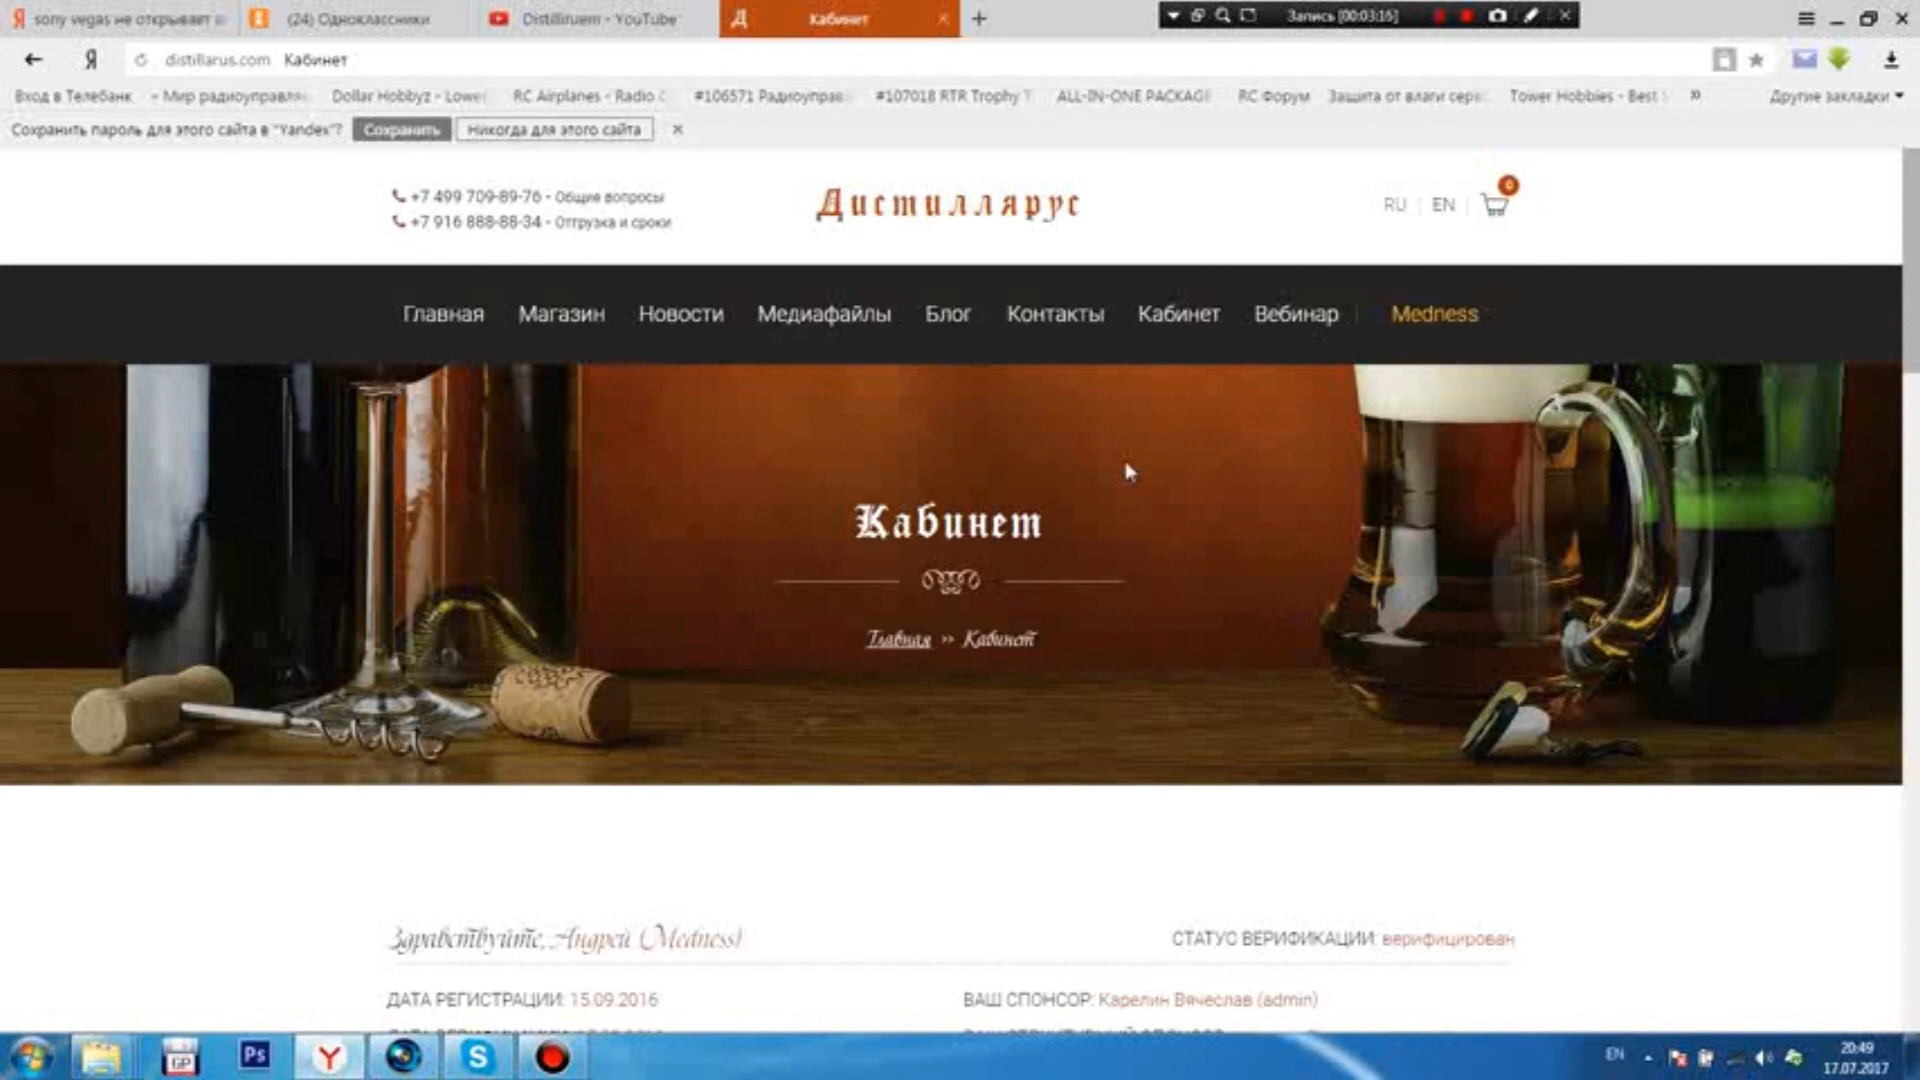 sony vegas не открывает
(24) Одноклассники
Distilliruem - YouTube
Кабинет
Запись [00:03:16]
distillarus.com Кабинет
Вход в Телебанк
Мир радиоуправля
Dollar Hobbyz - Lowe
RC Airplanes - Radio C
#106571 Радиоуправ
#107018 RTR Trophy T
ALL-IN-ONE PACKAGE
RC Форум
Защита от влаги серв
Tower Hobbies - Best S
»
Другие закладки
Сохранить пароль для этого сайта в "Yandex"?
Сохранить
Никогда для этого сайта
+7 499 709-89-76 - Общие вопросы
+7 916 888-88-34 - Отгрузка и сроки
Дистиллярус
RU | EN
0
Главная
Магазин
Новости
Медиафайлы
Блог
Контакты
Кабинет
Вебинар
Medness
Кабинет
Главная » Кабинет
Здравствуйте, Андрей (Medness)
СТАТУС ВЕРИФИКАЦИИ: верифицирован
ДАТА РЕГИСТРАЦИИ: 15.09.2016
ВАШ СПОНСОР: Карелин Вячеслав (admin)
GP
Ps
EN
20:49
17.07.2017